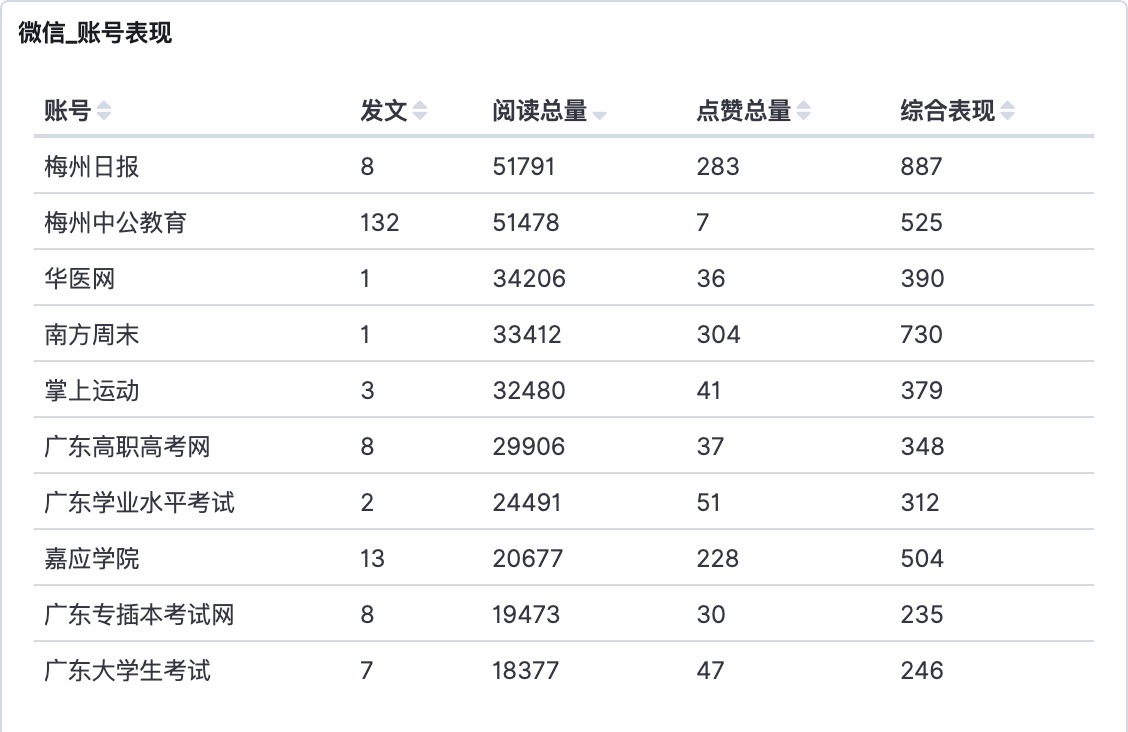 微信_账号表现
账号 发文 阅读总量 点赞总量 综合表现
梅州日报 8 51791 283 887
梅州中公教育 132 51478 7 525
华医网 1 34206 36 390
南方周末 1 33412 304 730
掌上运动 3 32480 41 379
广东高职高考网 8 29906 37 348
广东学业水平考试 2 24491 51 312
嘉应学院 13 20677 228 504
广东专插本考试网 8 19473 30 235
广东大学生考试 7 18377 47 246